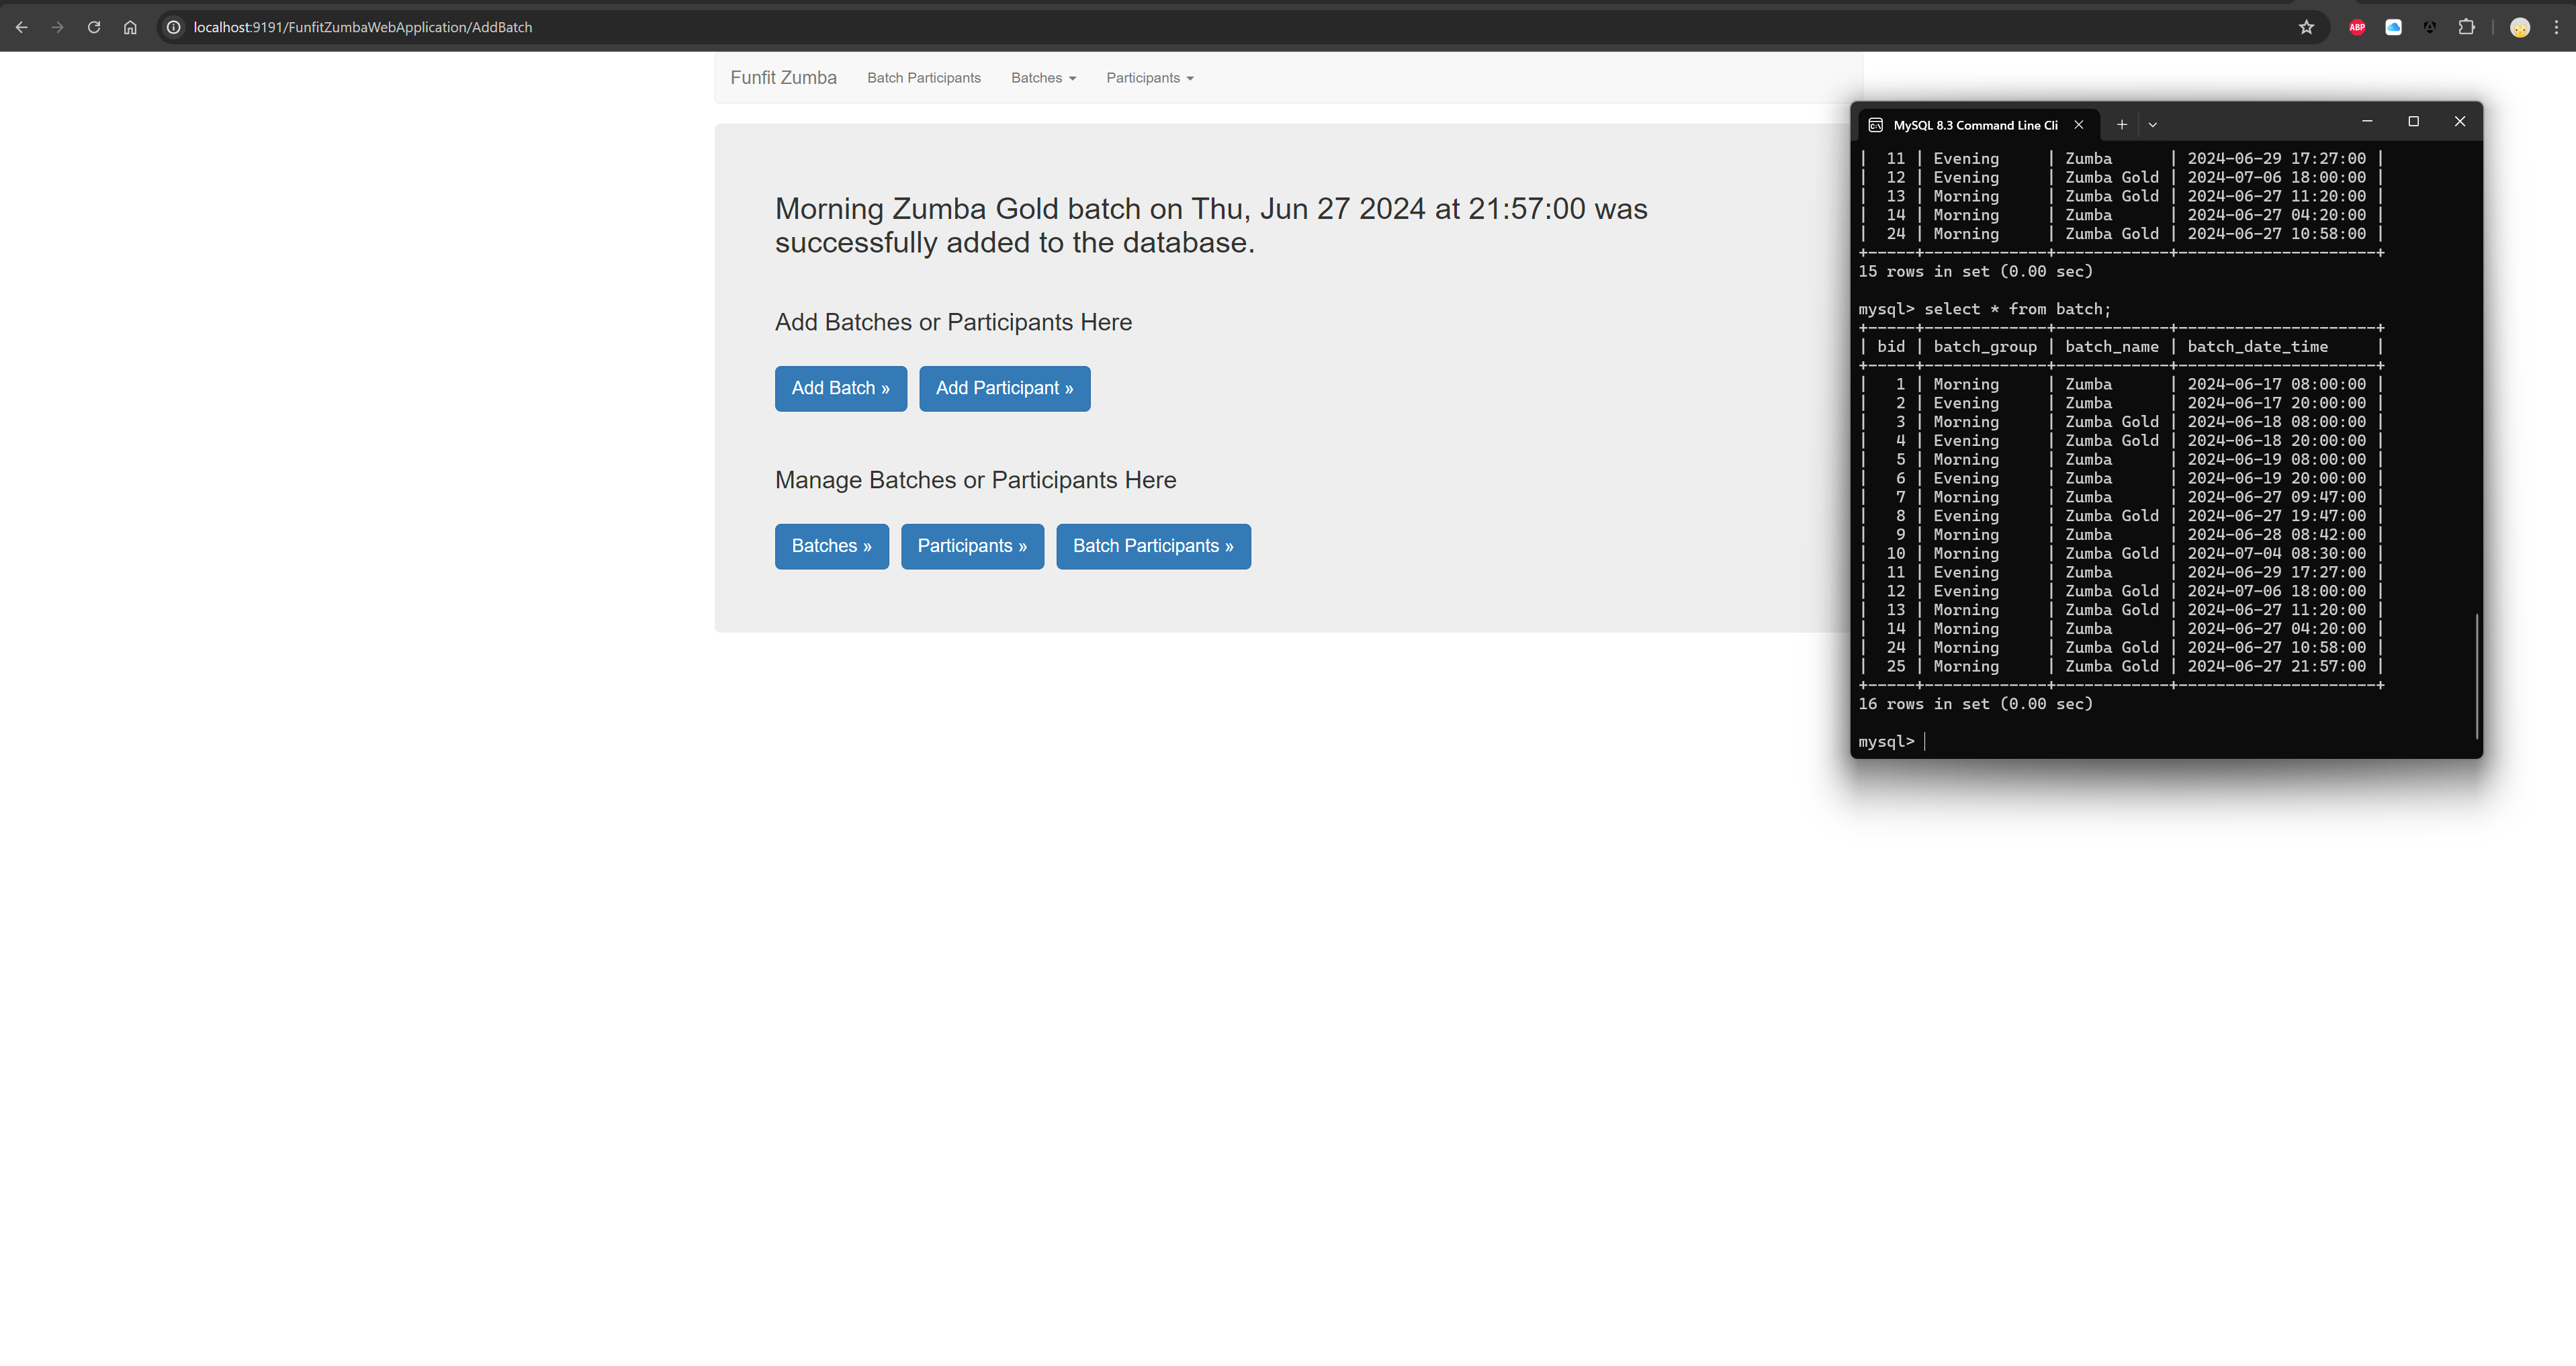 localhost:9191/FunfitZumbaWebApplication/AddBatch
ABP
Funfit Zumba Batch Participants Batches Participants
Morning Zumba Gold batch on Thu, Jun 27 2024 at 21:57:00 was
successfully added to the database.
Add Batches or Participants Here
Add Batch » Add Participant »
Manage Batches or Participants Here
Batches » Participants » Batch Participants »
MySQL 8.3 Command Line Cli
| 11 | Evening | Zumba | 2024-06-29 17:27:00 |
| 12 | Evening | Zumba Gold | 2024-07-06 18:00:00 |
| 13 | Morning | Zumba Gold | 2024-06-27 11:20:00 |
| 14 | Morning | Zumba | 2024-06-27 04:20:00 |
| 24 | Morning | Zumba Gold | 2024-06-27 10:58:00 |
+-----+-------------+------------+---------------------+
15 rows in set (0.00 sec)
mysql> select * from batch;
+-----+-------------+------------+---------------------+
| bid | batch_group | batch_name | batch_date_time |
+-----+-------------+------------+---------------------+
| 1 | Morning | Zumba | 2024-06-17 08:00:00 |
| 2 | Evening | Zumba | 2024-06-17 20:00:00 |
| 3 | Morning | Zumba Gold | 2024-06-18 08:00:00 |
| 4 | Evening | Zumba Gold | 2024-06-18 20:00:00 |
| 5 | Morning | Zumba | 2024-06-19 08:00:00 |
| 6 | Evening | Zumba | 2024-06-19 20:00:00 |
| 7 | Morning | Zumba | 2024-06-27 09:47:00 |
| 8 | Evening | Zumba Gold | 2024-06-27 19:47:00 |
| 9 | Morning | Zumba | 2024-06-28 08:42:00 |
| 10 | Morning | Zumba Gold | 2024-07-04 08:30:00 |
| 11 | Evening | Zumba | 2024-06-29 17:27:00 |
| 12 | Evening | Zumba Gold | 2024-07-06 18:00:00 |
| 13 | Morning | Zumba Gold | 2024-06-27 11:20:00 |
| 14 | Morning | Zumba | 2024-06-27 04:20:00 |
| 24 | Morning | Zumba Gold | 2024-06-27 10:58:00 |
| 25 | Morning | Zumba Gold | 2024-06-27 21:57:00 |
+-----+-------------+------------+---------------------+
16 rows in set (0.00 sec)
mysql>